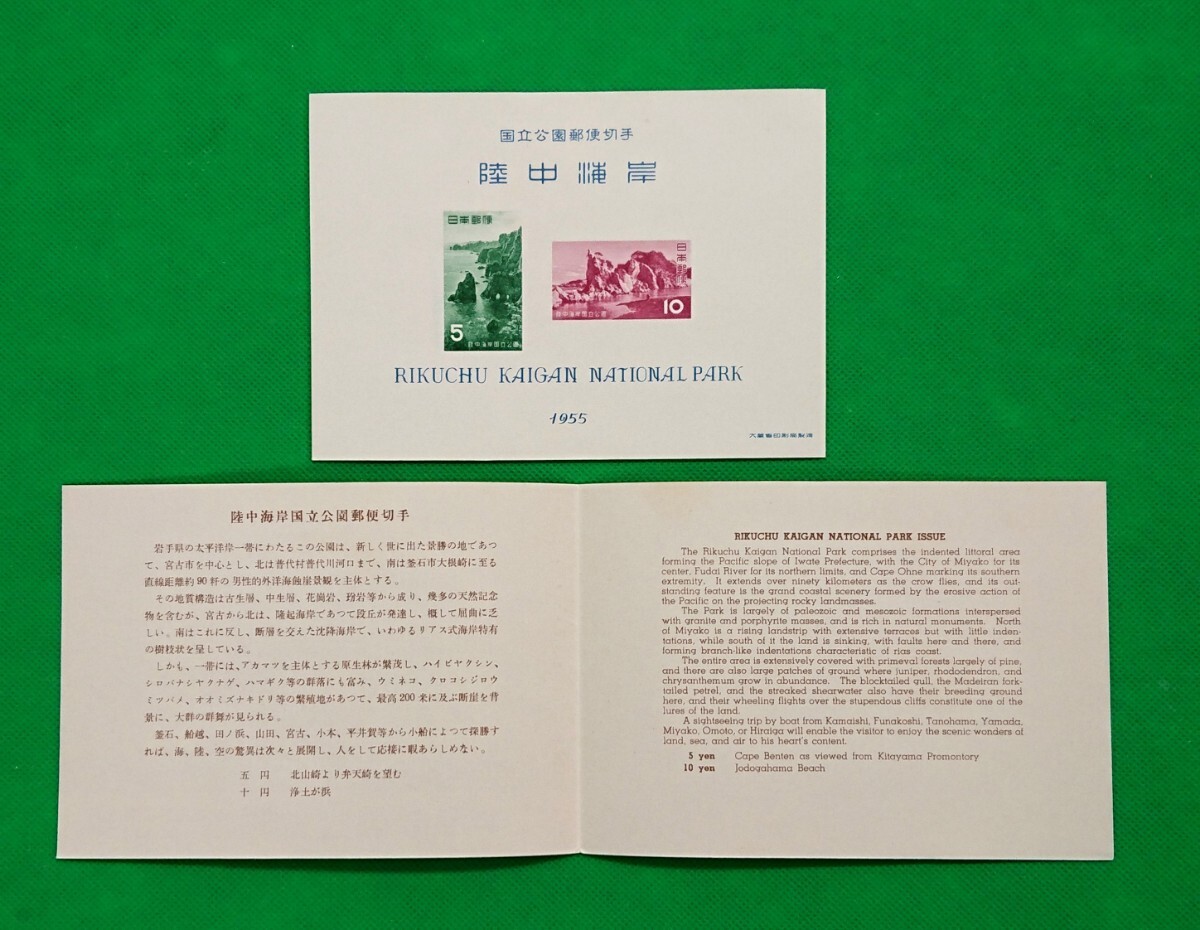 国立公園郵便切手
陸中海岸
日本郵便
5
日本郵便
10
陸中海岸国立公園
RIKUCHU KAIGAN NATIONAL PARK
1955
大蔵省印刷局製造
陸中海岸国立公園郵便切手
岩手県の太平洋岸一帯にわたるこの公園は、新しく世に出た景勝の地であつ
て、宮古市を中心とし、北は普代村普代川河口まで、南は釜石市大根崎に至る
直線距離約90粁の男性的外洋海蝕崖景観を主体とする。
その地質構造は古生層、中生層、花崗岩、玢岩等から成り、幾多の天然記念
物を含むが、宮古から北は、隆起海岸であつて段丘が発達し、概して屈曲に乏
しい。南はこれに反し、断層を交えた沈降海岸で、いわゆるリアス式海岸特有
の樹枝状を呈している。
しかも、一帯には、アカマツを主体とする原生林が繁茂し、ハイビヤクシン、
シロバナシヤクナゲ、ハマギク等の群落にも富み、ウミネコ、クロコシジロウ
ミツバメ、オオミズナキドリ等の繁殖地があつて、最高200米に及ぶ断崖を背
景に、大群の群舞が見られる。
釜石、船越、田ノ浜、山田、宮古、小本、平井賀等から小船によつて探勝す
れば、海、陸、空の驚異は次々と展開し、人をして応接に暇あらしめない。
五円 北山崎より弁天崎を望む
十円 浄土が浜
RIKUCHU KAIGAN NATIONAL PARK ISSUE
The Rikuchu Kaigan National Park comprises the indented littoral area
forming the Pacific slope of Iwate Prefecture, with the City of Miyako for its
center, Fudai River for its northern limits, and Cape Ohne marking its southern
extremity. It extends over ninety kilometers as the crow flies, and its out-
standing feature is the grand coastal scenery formed by the erosive action of
the Pacific on the projecting rocky landmasses.
The Park is largely of paleozoic and mesozoic formations interspersed
with granite and porphyrite masses, and is rich in natural monuments. North
of Miyako is a rising landstrip with extensive terraces but with little inden-
tations, while south of it the land is sinking, with faults here and there, and
forming branch-like indentations characteristic of rias coast.
The entire area is extensively covered with primeval forests largely of pine,
and there are also large patches of ground where juniper, rhododendron, and
chrysanthemum grow in abundance. The blocktailed gull, the Madeiran fork-
tailed petrel, and the streaked shearwater also have their breeding ground
here, and their wheeling flights over the stupendous cliffs constitute one of the
lures of the land.
A sightseeing trip by boat from Kamaishi, Funakoshi, Tanohama, Yamada,
Miyako, Omoto, or Hiraiga will enable the visitor to enjoy the scenic wonders of
land, sea, and air to his heart's content.
5 yen Cape Benten as viewed from Kitayama Promontory
10 yen Jodogahama Beach